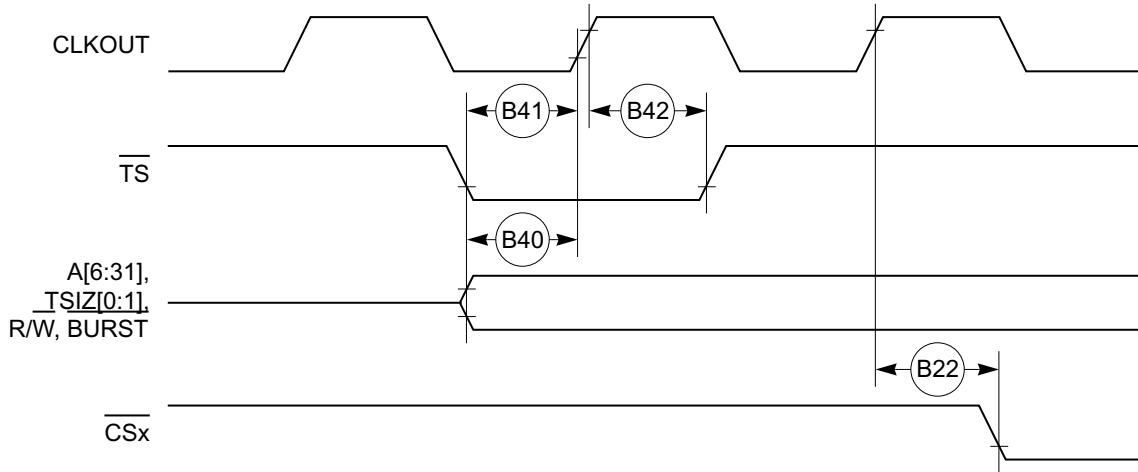 CLKOUT
B41
B42
TS
B40
A[6:31],
TSIZ[0:1],
R/W, BURST
B22
CSx